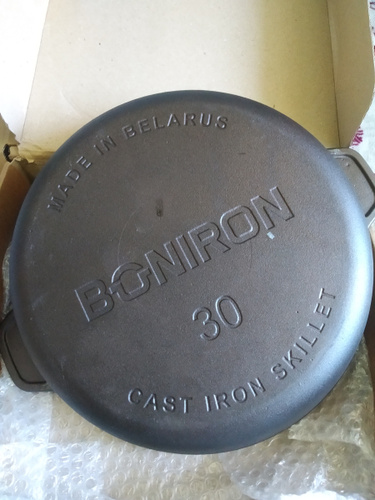 MADE IN BELARUS
BONIRON
30
CAST IRON SKILLET